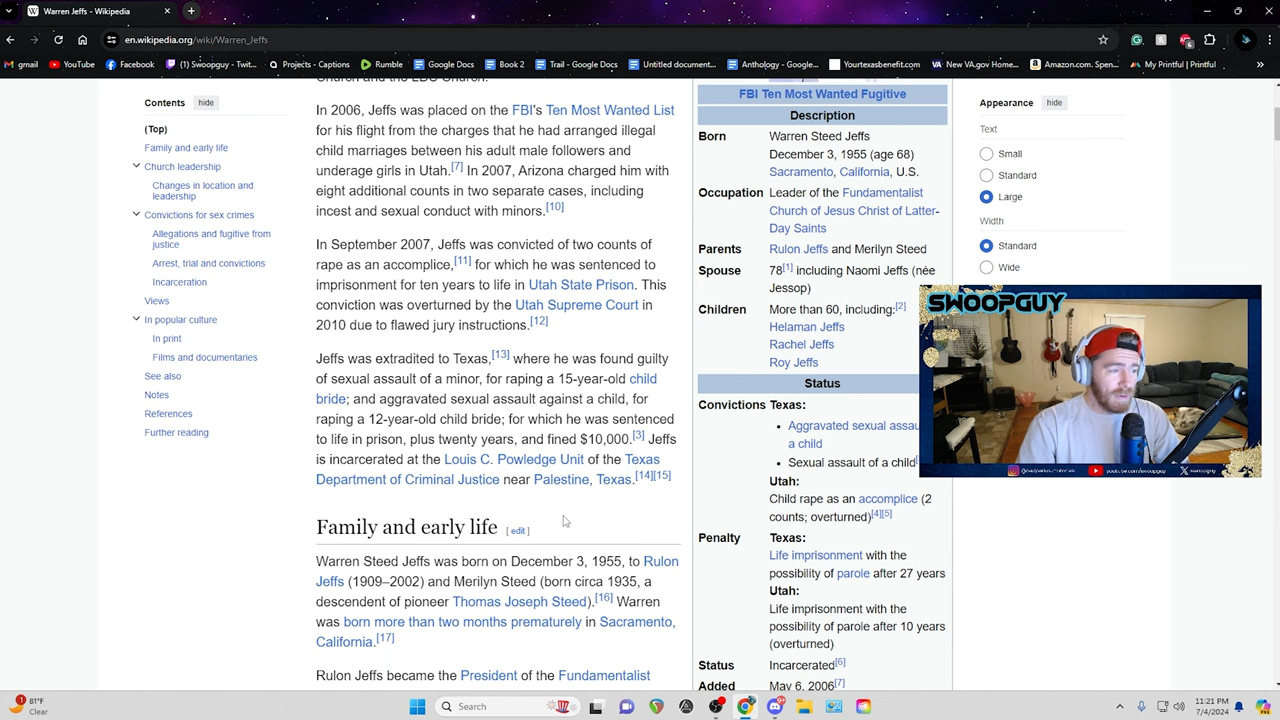 Warren Jeffs - Wikipedia
en.wikipedia.org/wiki/Warren_Jeffs
gmail YouTube Facebook (1) Swoopguy - Twitch Projects - Captions Rumble Google Docs Book 2 Trail - Google Docs Untitled document... Anthology - Google... Yourtexasbenefit.com VA New VA.gov Home... Amazon.com. Spen... My Printful | Printful
Contents hide
(Top)
Family and early life
Church leadership
Changes in location and
leadership
Convictions for sex crimes
Allegations and fugitive from
justice
Arrest, trial and convictions
Incarceration
Views
In popular culture
In print
Films and documentaries
See also
Notes
References
Further reading
Church and the LDS Church.
In 2006, Jeffs was placed on the FBI's Ten Most Wanted List
for his flight from the charges that he had arranged illegal
child marriages between his adult male followers and
underage girls in Utah.[7] In 2007, Arizona charged him with
eight additional counts in two separate cases, including
incest and sexual conduct with minors.[10]
In September 2007, Jeffs was convicted of two counts of
rape as an accomplice,[11] for which he was sentenced to
imprisonment for ten years to life in Utah State Prison. This
conviction was overturned by the Utah Supreme Court in
2010 due to flawed jury instructions.[12]
Jeffs was extradited to Texas,[13] where he was found guilty
of sexual assault of a minor, for raping a 15-year-old child
bride; and aggravated sexual assault against a child, for
raping a 12-year-old child bride; for which he was sentenced
to life in prison, plus twenty years, and fined $10,000.[3] Jeffs
is incarcerated at the Louis C. Powledge Unit of the Texas
Department of Criminal Justice near Palestine, Texas.[14][15]
Family and early life [ edit ]
Warren Steed Jeffs was born on December 3, 1955, to Rulon
Jeffs (1909–2002) and Merilyn Steed (born circa 1935, a
descendent of pioneer Thomas Joseph Steed).[16] Warren
was born more than two months prematurely in Sacramento,
California.[17]
Rulon Jeffs became the President of the Fundamentalist
FBI Ten Most Wanted Fugitive
Description
Born Warren Steed Jeffs
December 3, 1955 (age 68)
Sacramento, California, U.S.
Occupation Leader of the Fundamentalist
Church of Jesus Christ of Latter-
Day Saints
Parents Rulon Jeffs and Merilyn Steed
Spouse 78[1] including Naomi Jeffs (née
Jessop)
Children More than 60, including:[2]
Helaman Jeffs
Rachel Jeffs
Roy Jeffs
Status
Convictions Texas:
• Aggravated sexual assau
a child
• Sexual assault of a child[
Utah:
Child rape as an accomplice (2
counts; overturned)[4][5]
Penalty Texas:
Life imprisonment with the
possibility of parole after 27 years
Utah:
Life imprisonment with the
possibility of parole after 10 years
(overturned)
Status Incarcerated[6]
Added May 6, 2006[7]
Appearance hide
Text
Small
Standard
Large
Width
Standard
Wide
SWOOPGUY
youtube.com/swoopguy swoopguy
81°F
Clear
Search
11:21 PM
7/4/2024